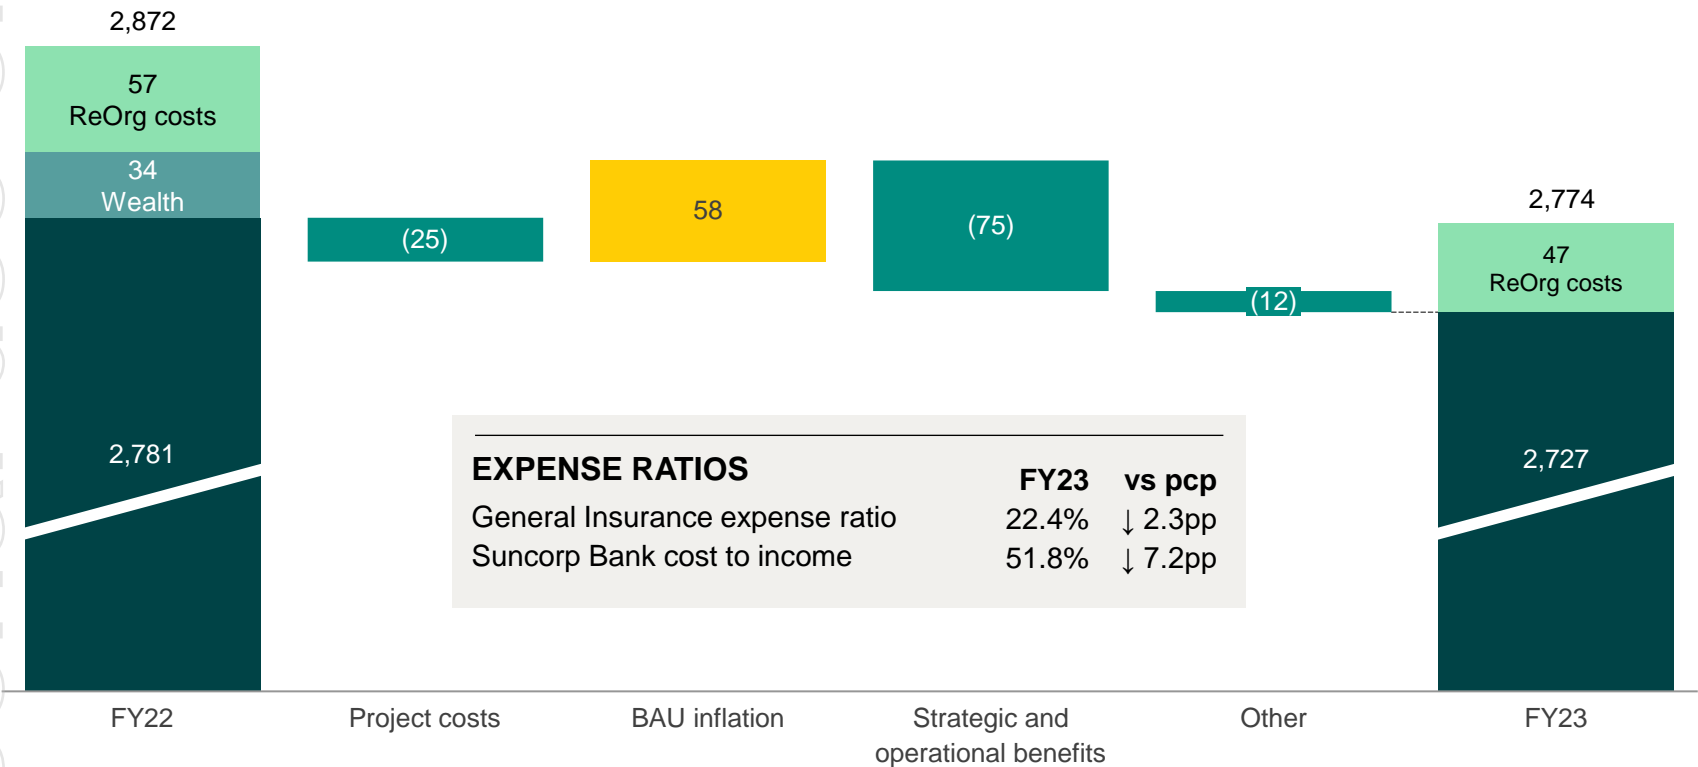 2,872
57
ReOrg costs
34
Wealth
2,781
(25)
58
(75)
(12)
2,774
47
ReOrg costs
2,727
EXPENSE RATIOS FY23 vs pcp
General Insurance expense ratio 22.4% ↓ 2.3pp
Suncorp Bank cost to income 51.8% ↓ 7.2pp
FY22
Project costs
BAU inflation
Strategic and
operational benefits
Other
FY23